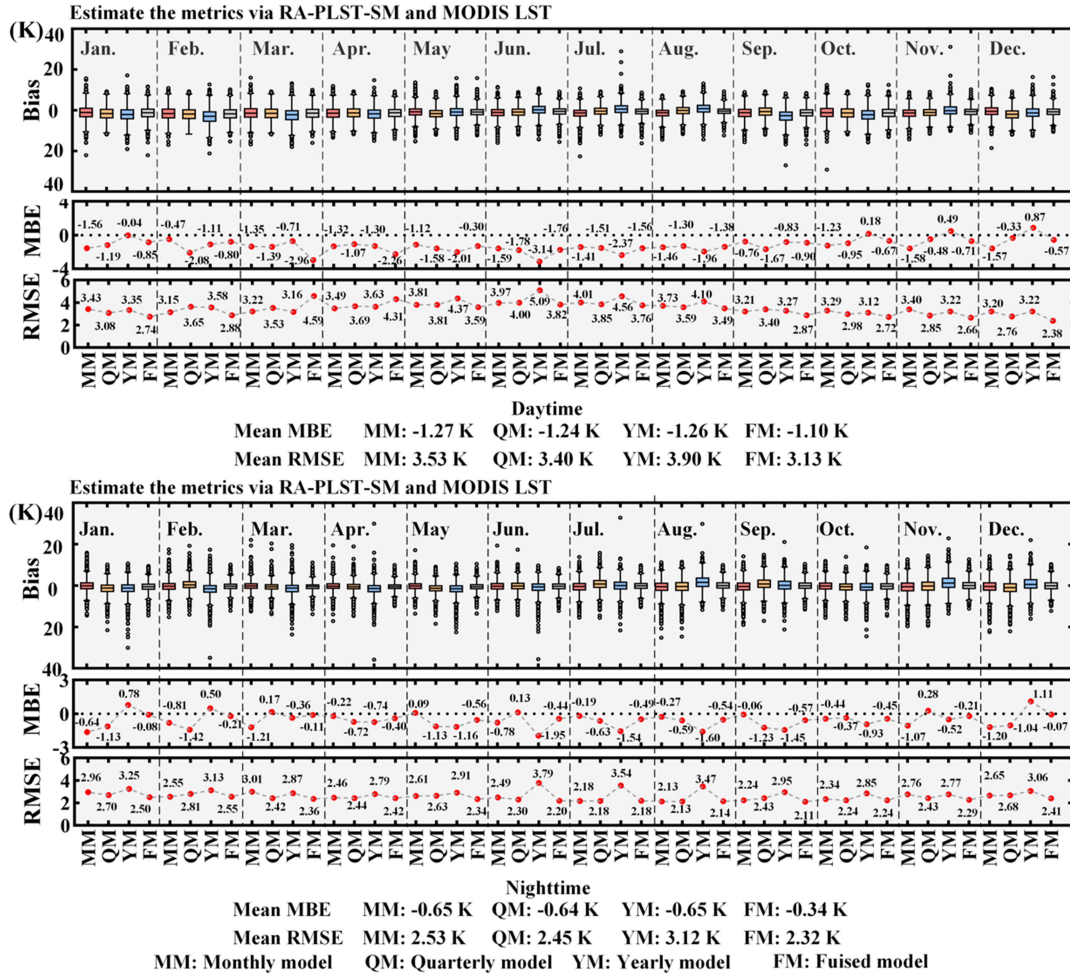 Estimate the metrics via RA-PLST-SM and MODIS LST
(K) 40 20 0 20 40
Bias
Jan. Feb. Mar. Apr. May Jun. Jul. Aug. Sep. Oct. Nov. Dec.
MBE
4 0 -4
-1.56 -0.04 -0.47 -1.11 -1.35 -0.71 -1.32 -1.30 -1.12 -0.30 -1.78 -1.76 -1.51 -1.56 -1.30 -1.38 -0.83 -1.23 0.18 0.49 -0.33 0.87
-1.19 -0.85 -2.08 -0.80 -1.39 -2.96 -1.07 -2.26 -1.58 -2.01 -1.59 -3.14 -1.41 -2.37 -1.46 -1.96 -0.76 -1.67 -0.90 -0.95 -0.67 -1.58 -0.48 -0.71 -1.57 -0.57
RMSE
6 4 2 0
3.43 3.35 3.15 3.58 3.22 3.16 3.49 3.63 3.81 4.37 3.97 5.09 4.01 4.56 3.73 4.10 3.21 3.27 3.29 3.12 3.40 3.22 3.20 3.22
3.08 2.74 3.65 2.88 3.53 4.59 3.69 4.31 3.81 3.59 4.00 3.82 3.85 3.76 3.59 3.49 3.40 2.87 2.98 2.72 2.85 2.66 2.76 2.38
MM QM YM FM MM QM YM FM MM QM YM FM MM QM YM FM MM QM YM FM MM QM YM FM MM QM YM FM MM QM YM FM MM QM YM FM MM QM YM FM MM QM YM FM MM QM YM FM
Daytime
Mean MBE MM: -1.27 K QM: -1.24 K YM: -1.26 K FM: -1.10 K
Mean RMSE MM: 3.53 K QM: 3.40 K YM: 3.90 K FM: 3.13 K
Estimate the metrics via RA-PLST-SM and MODIS LST
(K) 40 20 0 20 40
Bias
Jan. Feb. Mar. Apr. May Jun. Jul. Aug. Sep. Oct. Nov. Dec.
MBE
3 0 -3
0.78 -0.81 0.50 0.17 -0.36 -0.22 -0.74 0.09 -0.56 0.13 -0.44 -0.19 -0.49 -0.27 -0.54 -0.06 -0.57 -0.44 -0.45 0.28 -0.21 1.11
-0.64 -1.13 -0.08 -1.42 -0.21 -1.21 -0.11 -0.72 -0.40 -1.13 -1.16 -0.78 -1.95 -0.63 -1.54 -0.59 -1.60 -1.23 -1.45 -0.37 -0.93 -1.07 -0.52 -1.20 -1.04 -0.07
RMSE
6 4 2 0
2.96 3.25 2.55 3.13 3.01 2.87 2.46 2.79 2.61 2.91 2.49 3.79 2.18 3.54 2.13 3.47 2.24 2.95 2.34 2.85 2.76 2.77 2.65 3.06
2.70 2.50 2.81 2.55 2.42 2.36 2.44 2.42 2.63 2.34 2.30 2.20 2.18 2.18 2.13 2.14 2.43 2.11 2.24 2.24 2.43 2.29 2.68 2.41
MM QM YM FM MM QM YM FM MM QM YM FM MM QM YM FM MM QM YM FM MM QM YM FM MM QM YM FM MM QM YM FM MM QM YM FM MM QM YM FM MM QM YM FM MM QM YM FM
Nighttime
Mean MBE MM: -0.65 K QM: -0.64 K YM: -0.65 K FM: -0.34 K
Mean RMSE MM: 2.53 K QM: 2.45 K YM: 3.12 K FM: 2.32 K
MM: Monthly model QM: Quarterly model YM: Yearly model FM: Fuised model